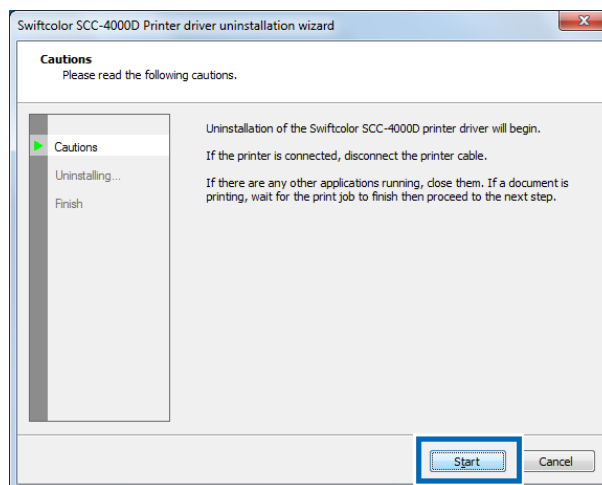 Swiftcolor SCC-4000D Printer driver uninstallation wizard
Cautions
Please read the following cautions.
Cautions
Uninstalling...
Finish
Uninstallation of the Swiftcolor SCC-4000D printer driver will begin.
If the printer is connected, disconnect the printer cable.
If there are any other applications running, close them. If a document is
printing, wait for the print job to finish then proceed to the next step.
Start
Cancel